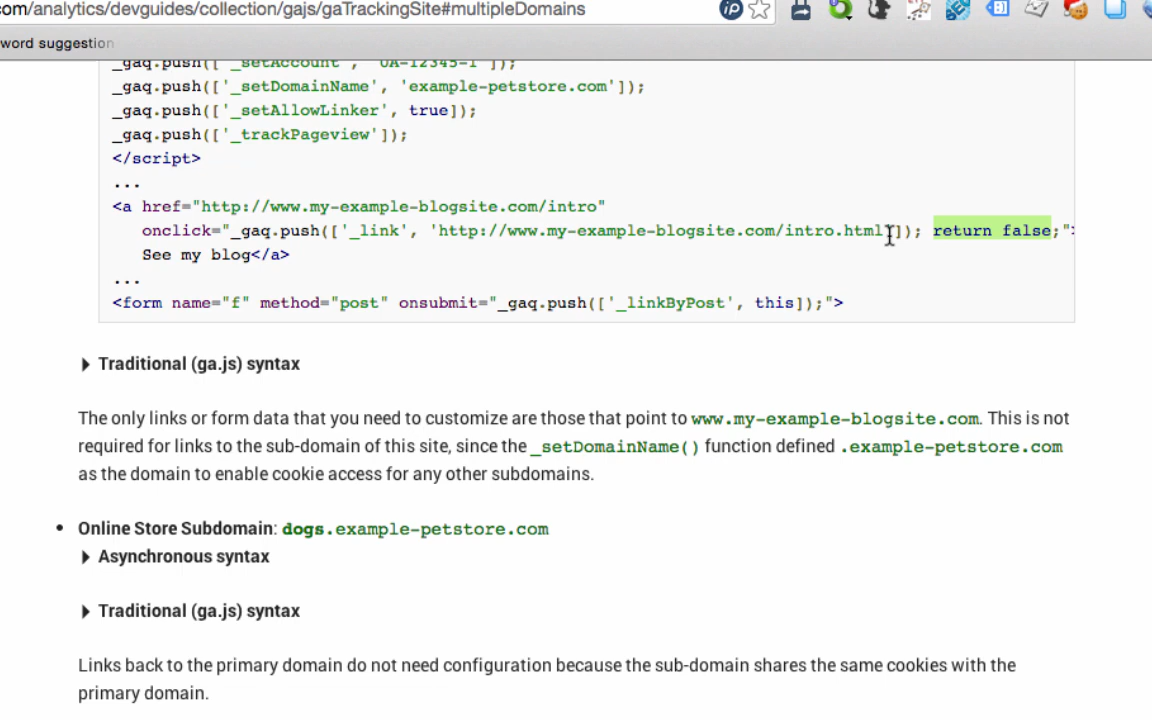 com/analytics/devguides/collection/gajs/gaTrackingSite#multipleDomains
word suggestion
_gaq.push(['_setAccount', 'UA-12345-1']);
_gaq.push(['_setDomainName', 'example-petstore.com']);
_gaq.push(['_setAllowLinker', true]);
_gaq.push(['_trackPageview']);
</script>
...
<a href="http://www.my-example-blogsite.com/intro"
onclick="_gaq.push(['_link', 'http://www.my-example-blogsite.com/intro.html']); return false;">
See my blog</a>
...
<form name="f" method="post" onsubmit="_gaq.push(['_linkByPost', this]);">
Traditional (ga.js) syntax
The only links or form data that you need to customize are those that point to www.my-example-blogsite.com. This is not
required for links to the sub-domain of this site, since the _setDomainName() function defined .example-petstore.com
as the domain to enable cookie access for any other subdomains.
• Online Store Subdomain: dogs.example-petstore.com
Asynchronous syntax
Traditional (ga.js) syntax
Links back to the primary domain do not need configuration because the sub-domain shares the same cookies with the
primary domain.